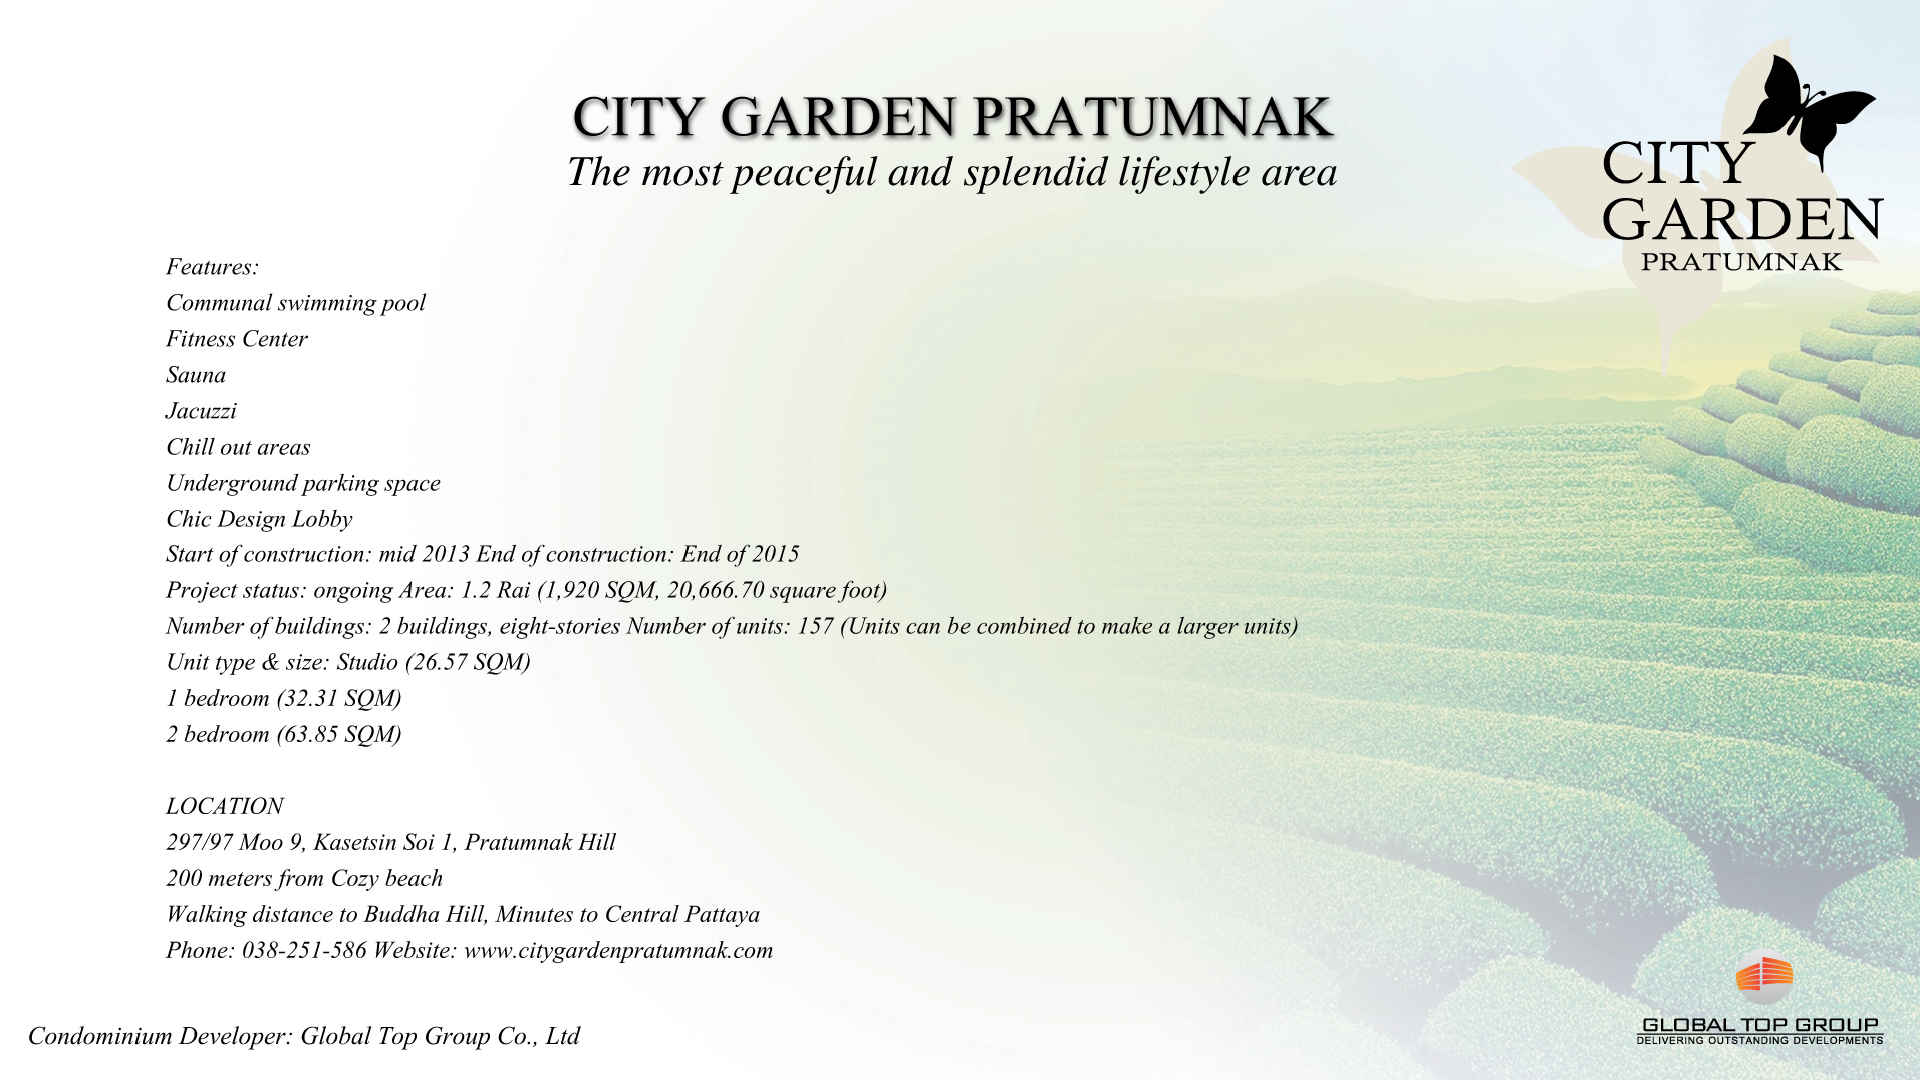 CITY GARDEN PRATUMNAK
The most peaceful and splendid lifestyle area
CITY
GARDEN
PRATUMNAK
Features:
Communal swimming pool
Fitness Center
Sauna
Jacuzzi
Chill out areas
Underground parking space
Chic Design Lobby
Start of construction: mid 2013 End of construction: End of 2015
Project status: ongoing Area: 1.2 Rai (1,920 SQM, 20,666.70 square foot)
Number of buildings: 2 buildings, eight-stories Number of units: 157 (Units can be combined to make a larger units)
Unit type & size: Studio (26.57 SQM)
1 bedroom (32.31 SQM)
2 bedroom (63.85 SQM)
LOCATION
297/97 Moo 9, Kasetsin Soi 1, Pratumnak Hill
200 meters from Cozy beach
Walking distance to Buddha Hill, Minutes to Central Pattaya
Phone: 038-251-586 Website: www.citygardenpratumnak.com
Condominium Developer: Global Top Group Co., Ltd
GLOBAL TOP GROUP
DELIVERING OUTSTANDING DEVELOPMENTS